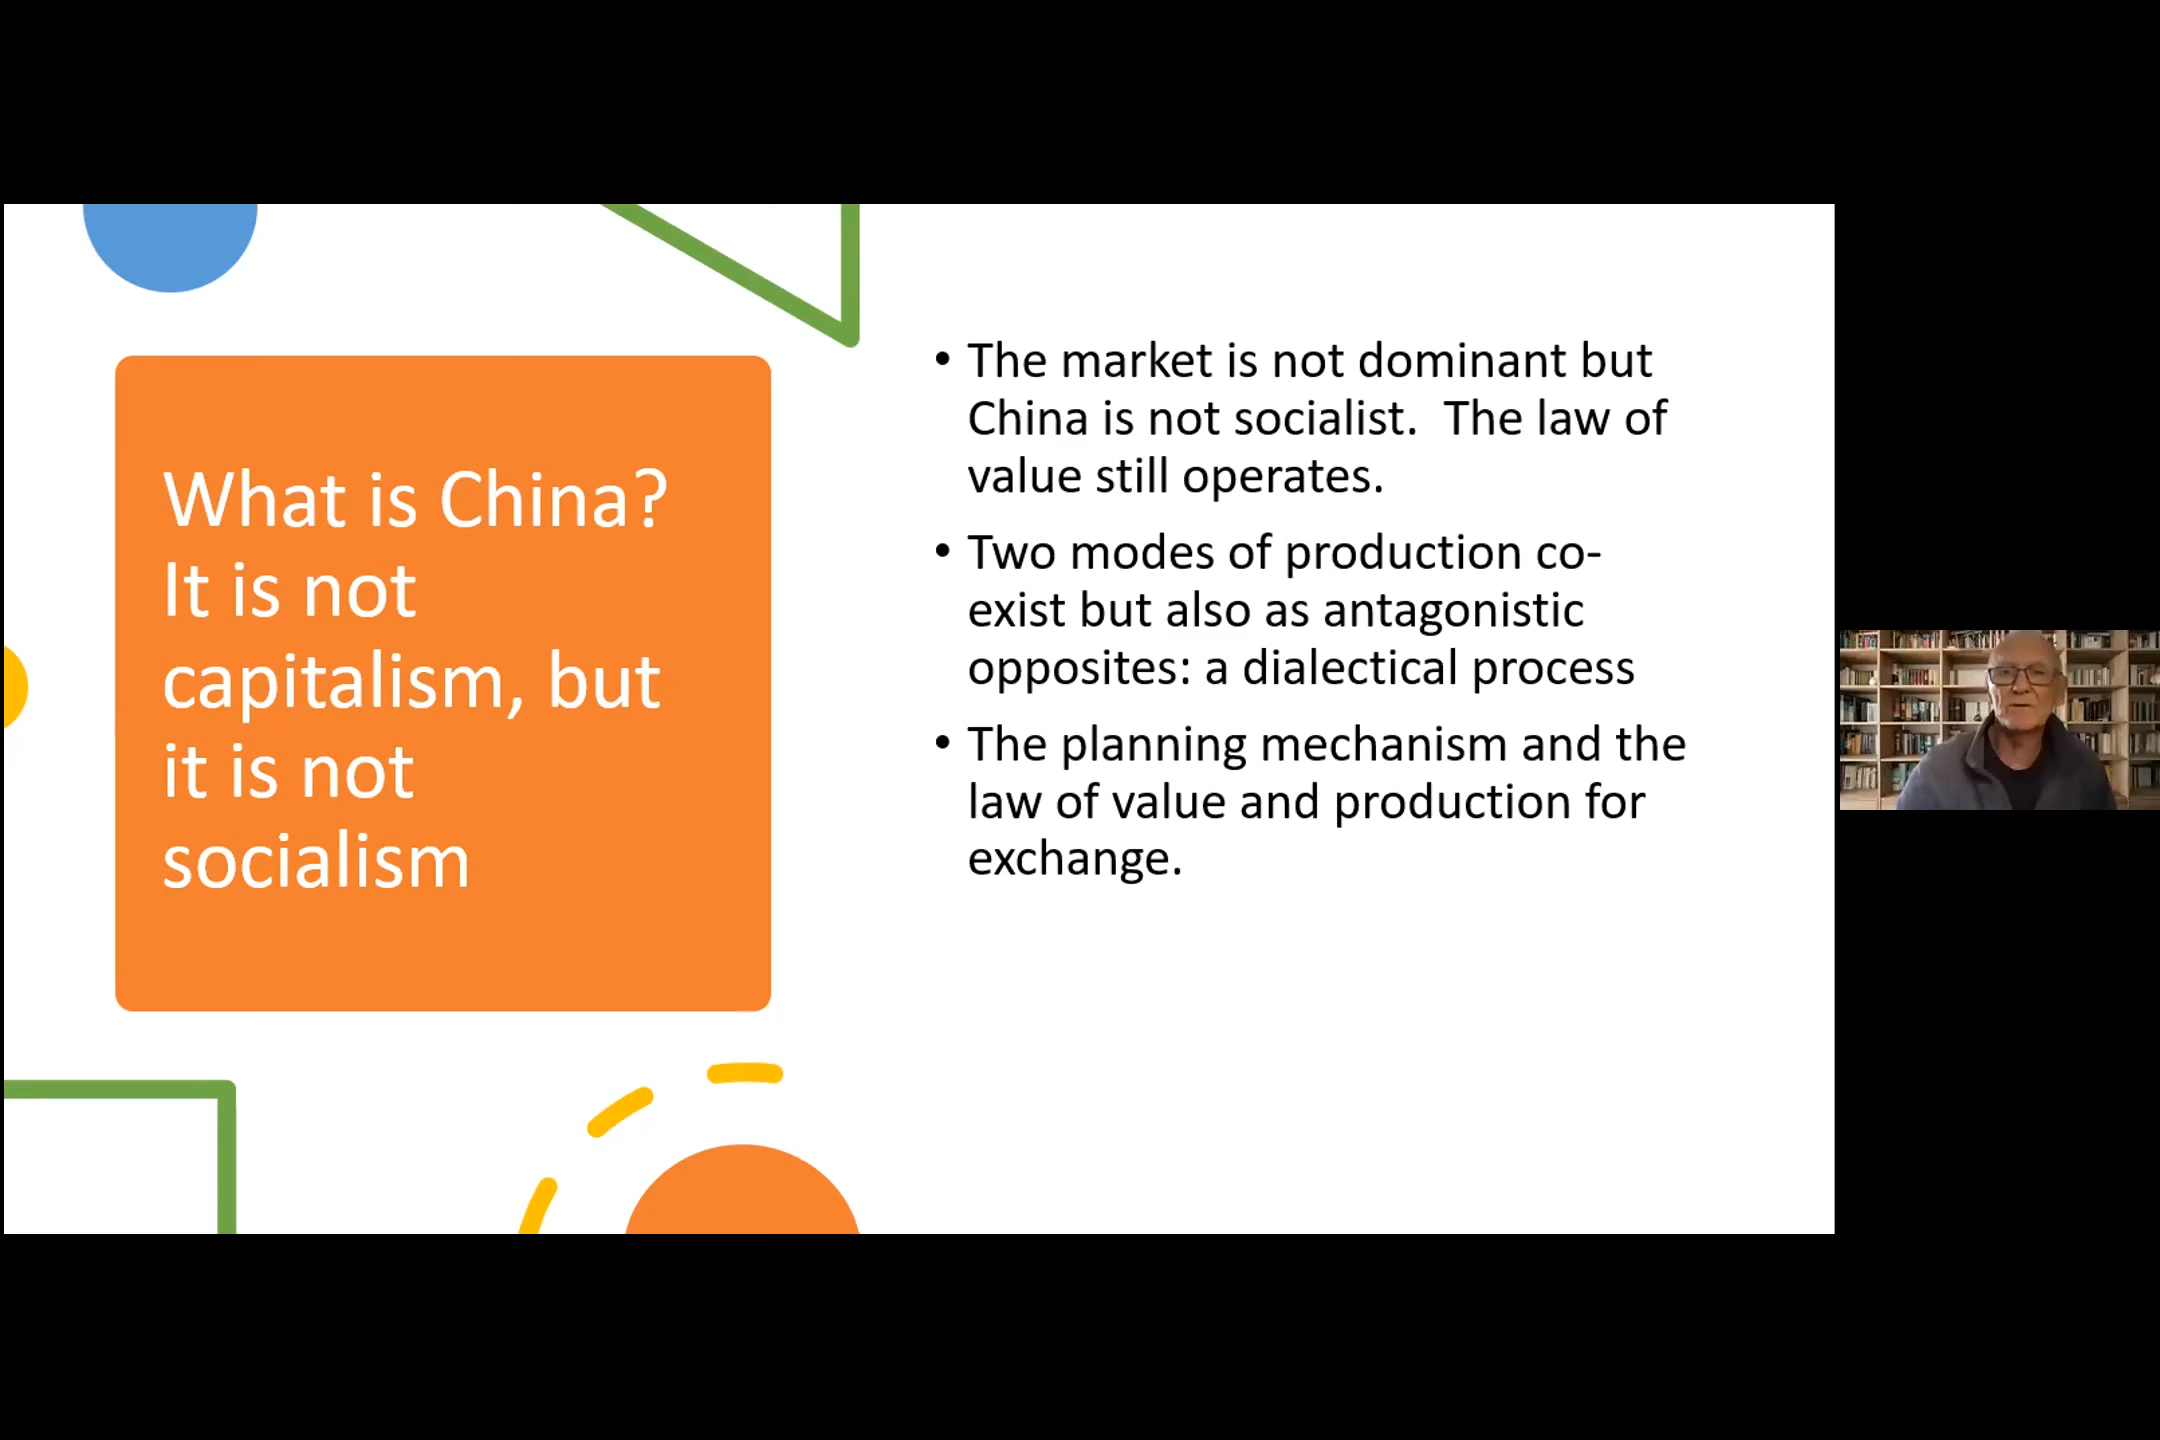 What is China?
It is not
capitalism, but
it is not
socialism
• The market is not dominant but
China is not socialist.  The law of
value still operates.
• Two modes of production co-
exist but also as antagonistic
opposites: a dialectical process
• The planning mechanism and the
law of value and production for
exchange.